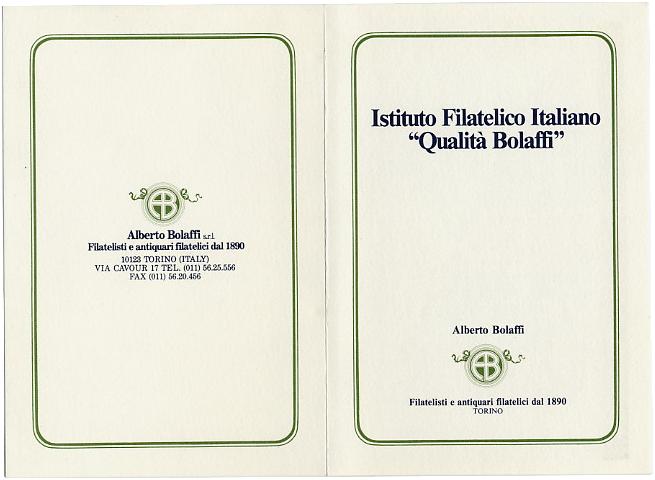 Alberto Bolaffi s.r.l.
Filatelisti e antiquari filatelici dal 1890
10123 TORINO (ITALY)
VIA CAVOUR 17 TEL. (011) 56.25.556
FAX (011) 56.20.456
Istituto Filatelico Italiano
“Qualità Bolaffi”
Alberto Bolaffi
AB
Filatelisti e antiquari filatelici dal 1890
TORINO